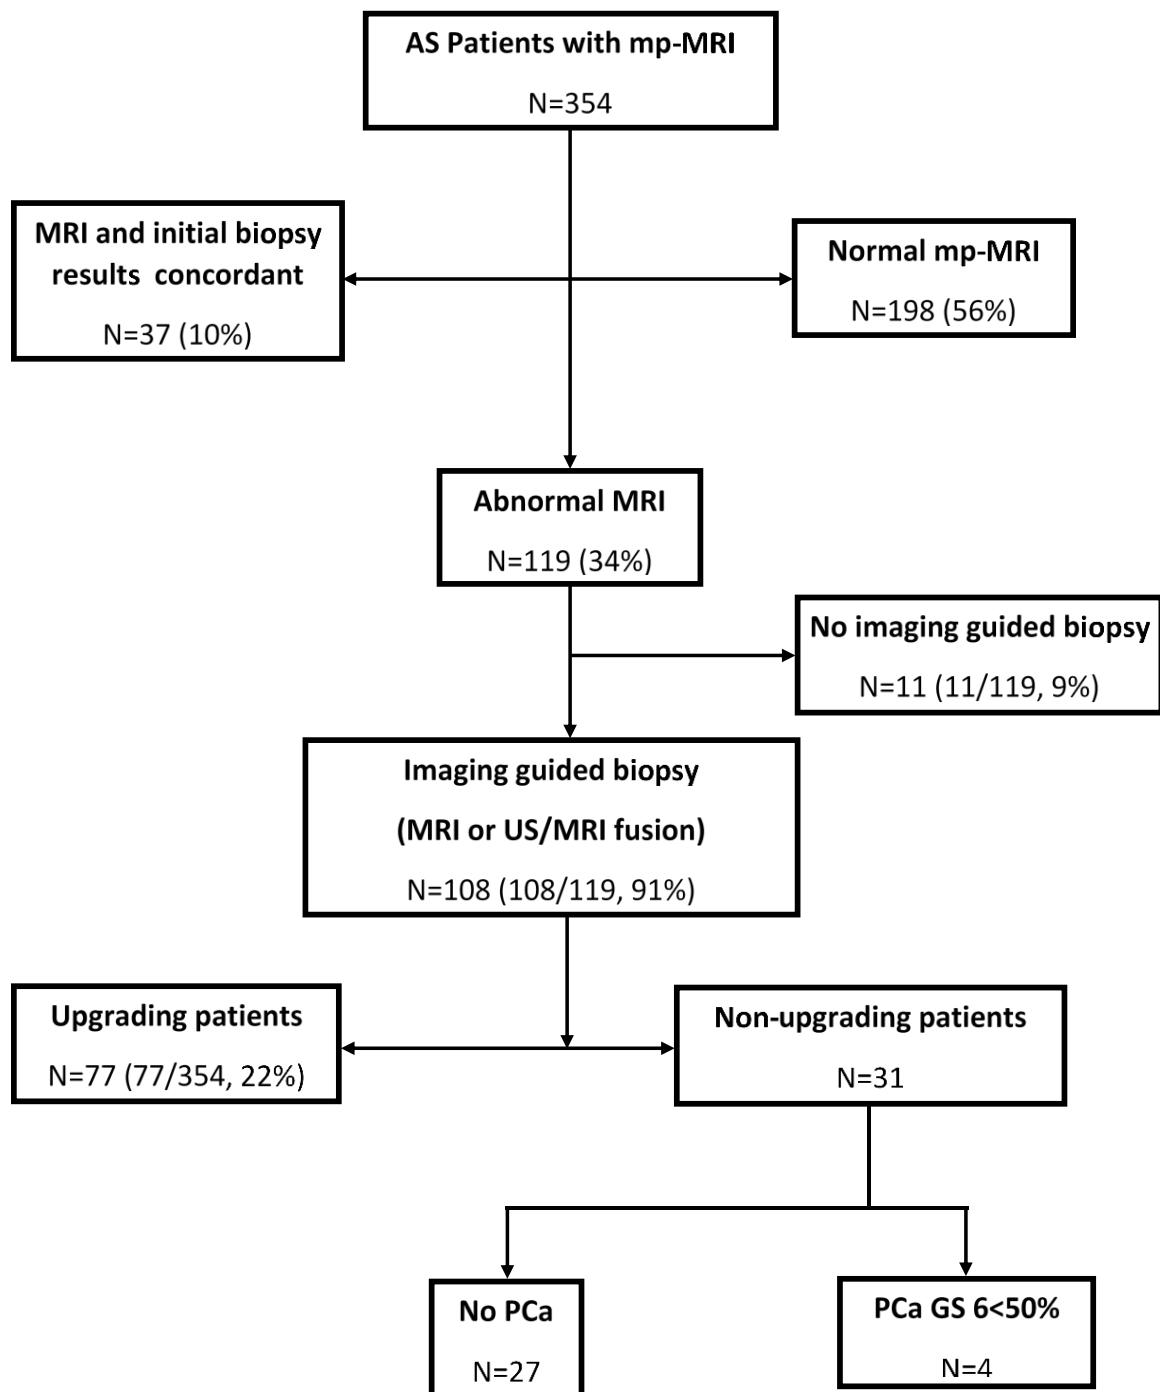 AS Patients with mp-MRI
N=354
MRI and initial biopsy
results concordant
N=37 (10%)
Normal mp-MRI
N=198 (56%)
Abnormal MRI
N=119 (34%)
No imaging guided biopsy
N=11 (11/119, 9%)
Imaging guided biopsy
(MRI or US/MRI fusion)
N=108 (108/119, 91%)
Upgrading patients
N=77 (77/354, 22%)
Non-upgrading patients
N=31
No PCa
N=27
PCa GS 6<50%
N=4